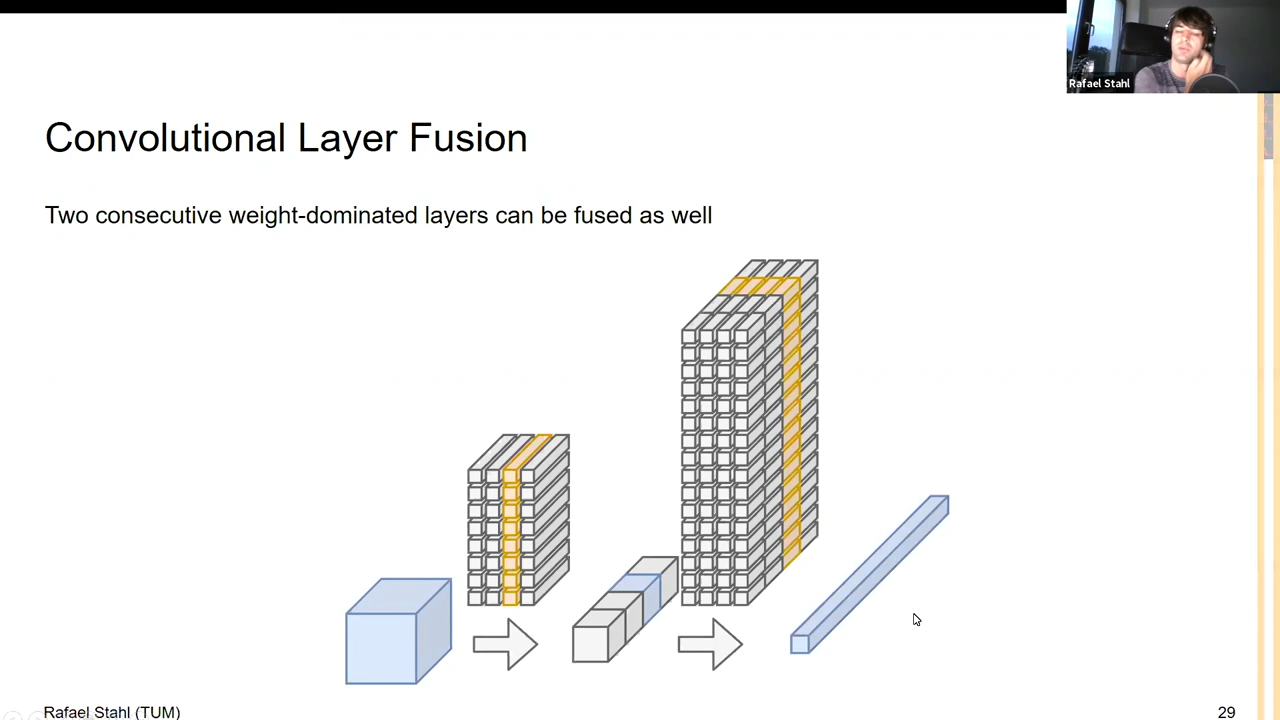 Rafael Stahl
Convolutional Layer Fusion
Two consecutive weight-dominated layers can be fused as well
Rafael Stahl (TUM)
29